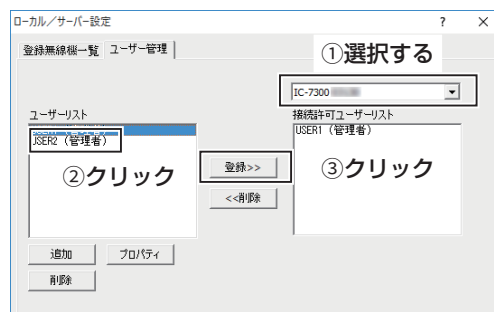 ローカル／サーバー設定 ? ×
登録無線機一覧 ユーザー管理
①選択する
IC-7300
ユーザーリスト
接続許可ユーザーリスト
USER1（管理者）
JSER2（管理者）
②クリック
登録>>
③クリック
<<削除
追加 プロパティ
削除